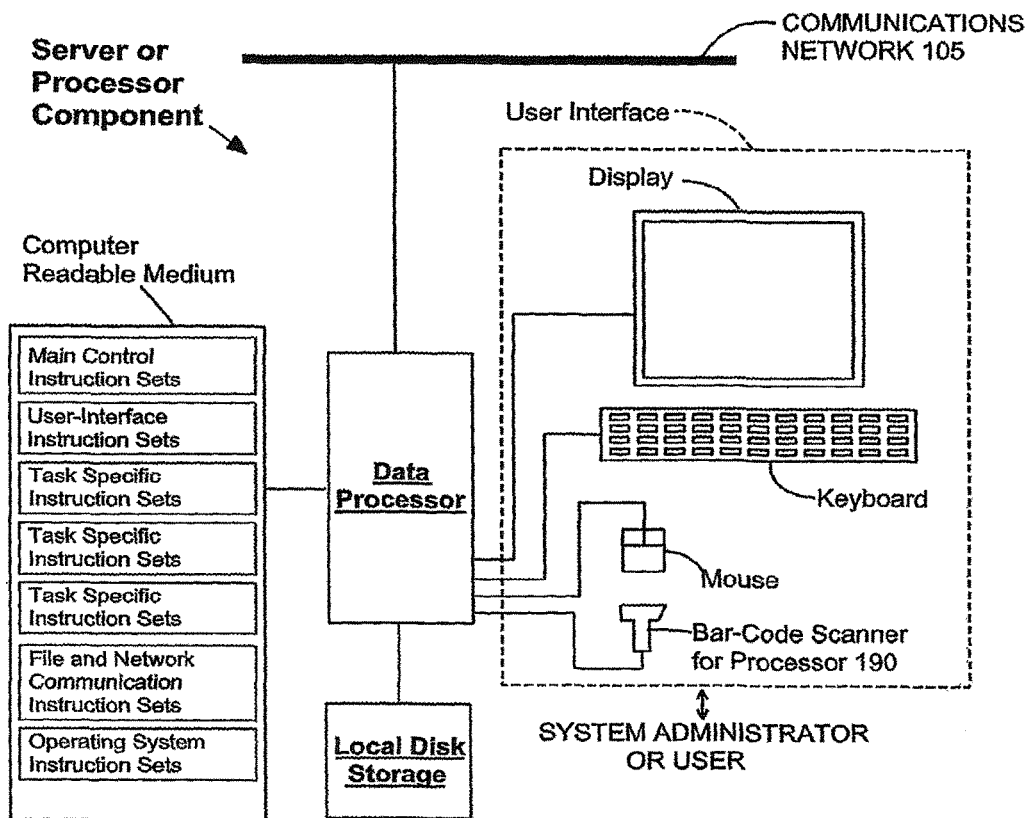 COMMUNICATIONS
NETWORK 105
Server or
Processor
Component
User Interface
Display
Computer
Readable Medium
Main Control
Instruction Sets
User-Interface
Instruction Sets
Task Specific
Instruction Sets
Task Specific
Instruction Sets
Task Specific
Instruction Sets
File and Network
Communication
Instruction Sets
Operating System
Instruction Sets
Data
Processor
Local Disk
Storage
Keyboard
Mouse
Bar-Code Scanner
for Processor 190
SYSTEM ADMINISTRATOR
OR USER